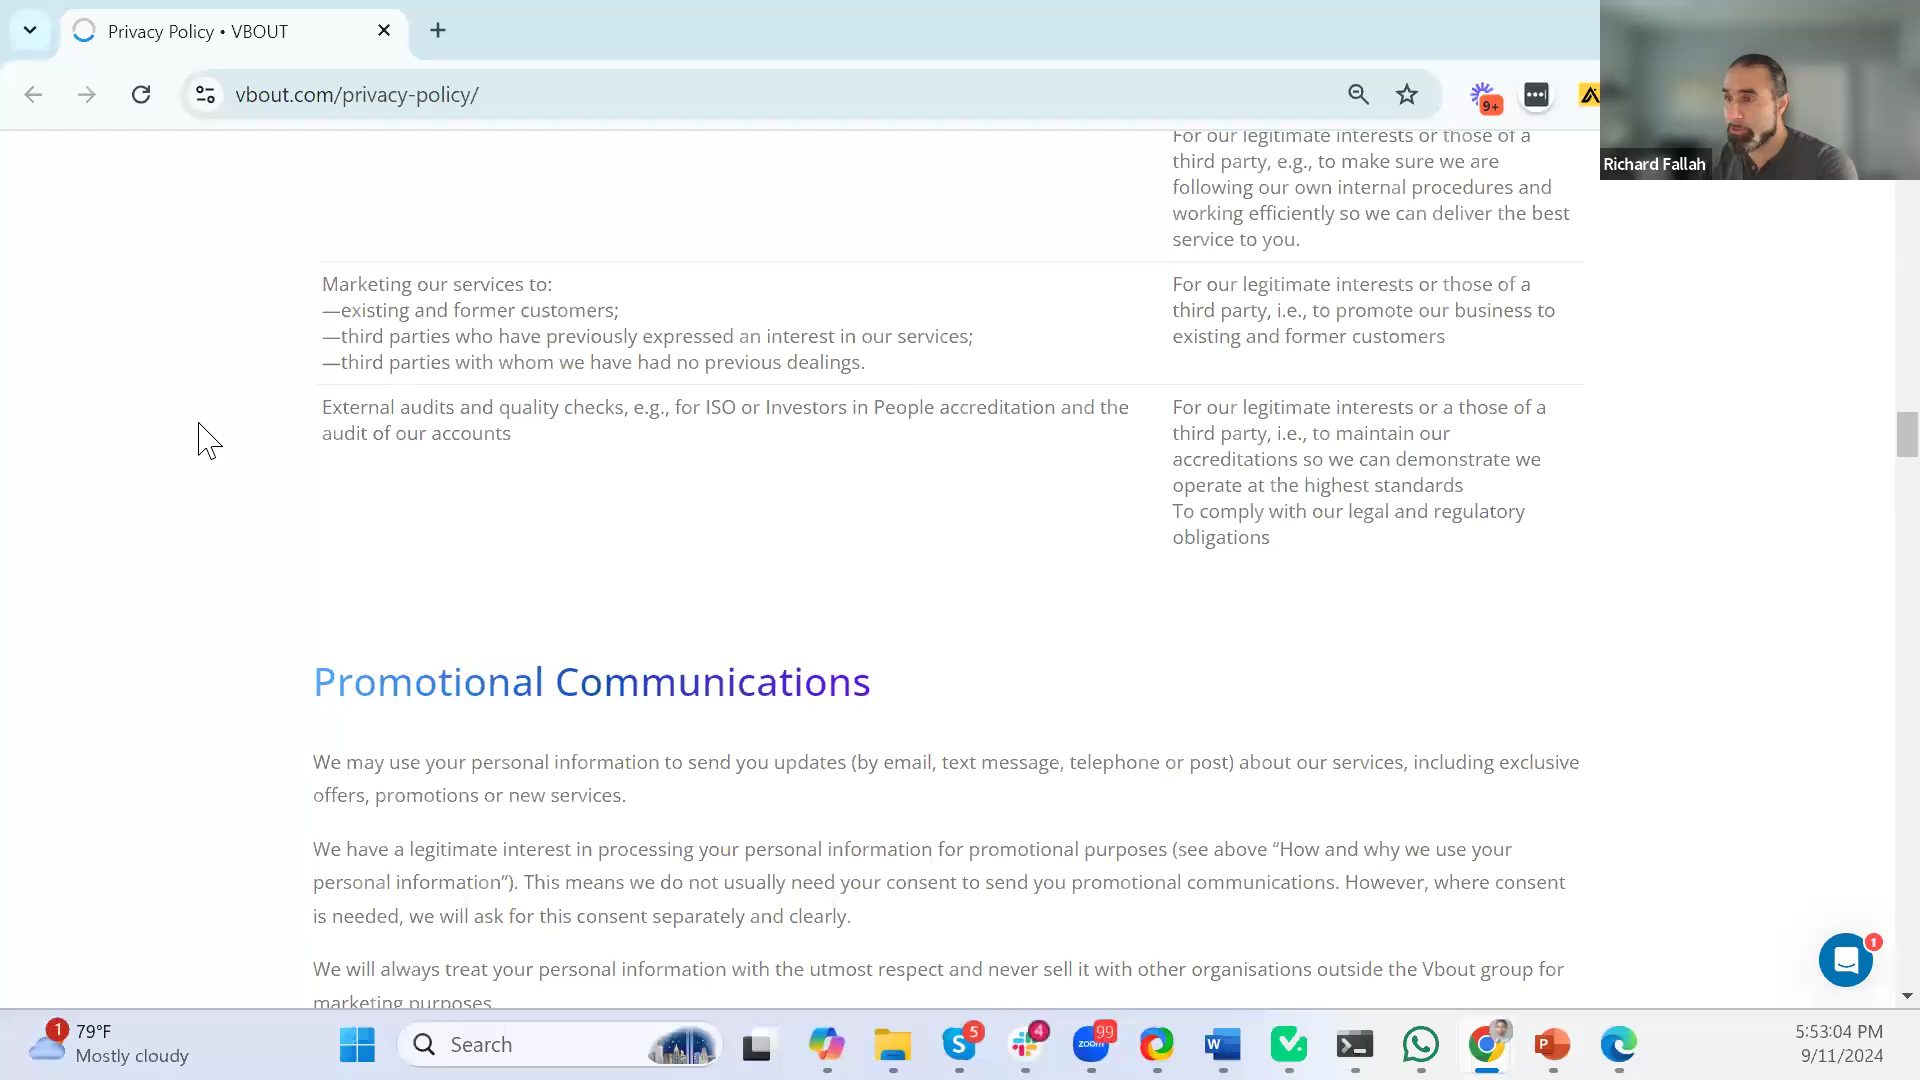 Privacy Policy • VBOUT
vbout.com/privacy-policy/
9+
Richard Fallah
For our legitimate interests or those of a
third party, e.g., to make sure we are
following our own internal procedures and
working efficiently so we can deliver the best
service to you.
Marketing our services to:
—existing and former customers;
—third parties who have previously expressed an interest in our services;
—third parties with whom we have had no previous dealings.
For our legitimate interests or those of a
third party, i.e., to promote our business to
existing and former customers
External audits and quality checks, e.g., for ISO or Investors in People accreditation and the
audit of our accounts
For our legitimate interests or a those of a
third party, i.e., to maintain our
accreditations so we can demonstrate we
operate at the highest standards
To comply with our legal and regulatory
obligations
Promotional Communications
We may use your personal information to send you updates (by email, text message, telephone or post) about our services, including exclusive
offers, promotions or new services.
We have a legitimate interest in processing your personal information for promotional purposes (see above “How and why we use your
personal information”). This means we do not usually need your consent to send you promotional communications. However, where consent
is needed, we will ask for this consent separately and clearly.
We will always treat your personal information with the utmost respect and never sell it with other organisations outside the Vbout group for
marketing purposes.
1
1
79°F
Mostly cloudy
Search
S
5
4
zoom
99
W
P
5:53:04 PM
9/11/2024